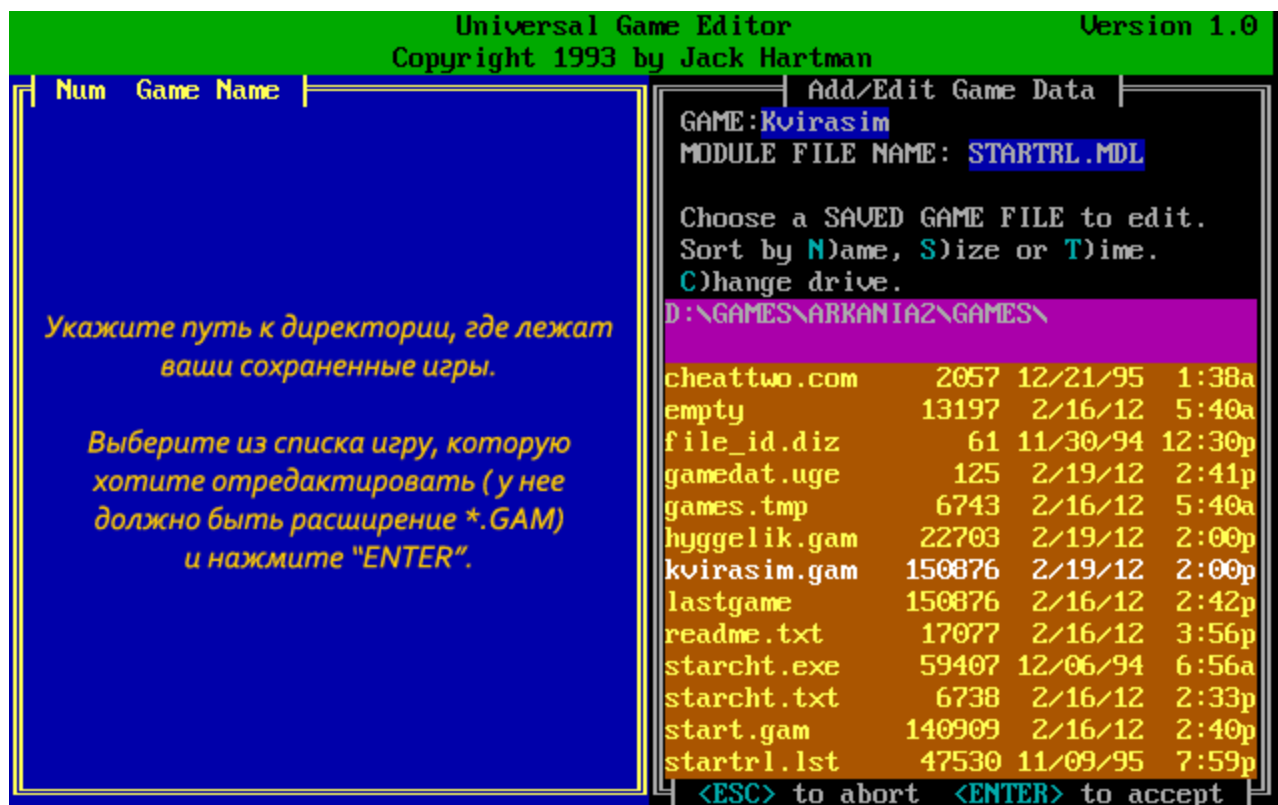 Universal Game Editor Version 1.0
Copyright 1993 by Jack Hartman
Num Game Name
Укажите путь к директории, где лежат
ваши сохраненные игры.
Выберите из списка игру, которую
хотите отредактировать ( у нее
должно быть расширение *.GAM)
и нажмите "ENTER".
Add/Edit Game Data
GAME:Kvirasim
MODULE FILE NAME: STARTRL.MDL
Choose a SAVED GAME FILE to edit.
Sort by N)ame, S)ize or T)ime.
C)hange drive.
D:\GAMES\ARKANIA2\GAMES\
cheattwo.com 2057 12/21/95 1:38a
empty 13197 2/16/12 5:40a
file_id.diz 61 11/30/94 12:30p
gamedat.uge 125 2/19/12 2:41p
games.tmp 6743 2/16/12 5:40a
hyggelik.gam 22703 2/19/12 2:00p
kvirasim.gam 150876 2/19/12 2:00p
lastgame 150876 2/16/12 2:42p
readme.txt 17077 2/16/12 3:56p
starcht.exe 59407 12/06/94 6:56a
starcht.txt 6738 2/16/12 2:33p
start.gam 140909 2/16/12 2:40p
startrl.lst 47530 11/09/95 7:59p
<ESC> to abort <ENTER> to accept